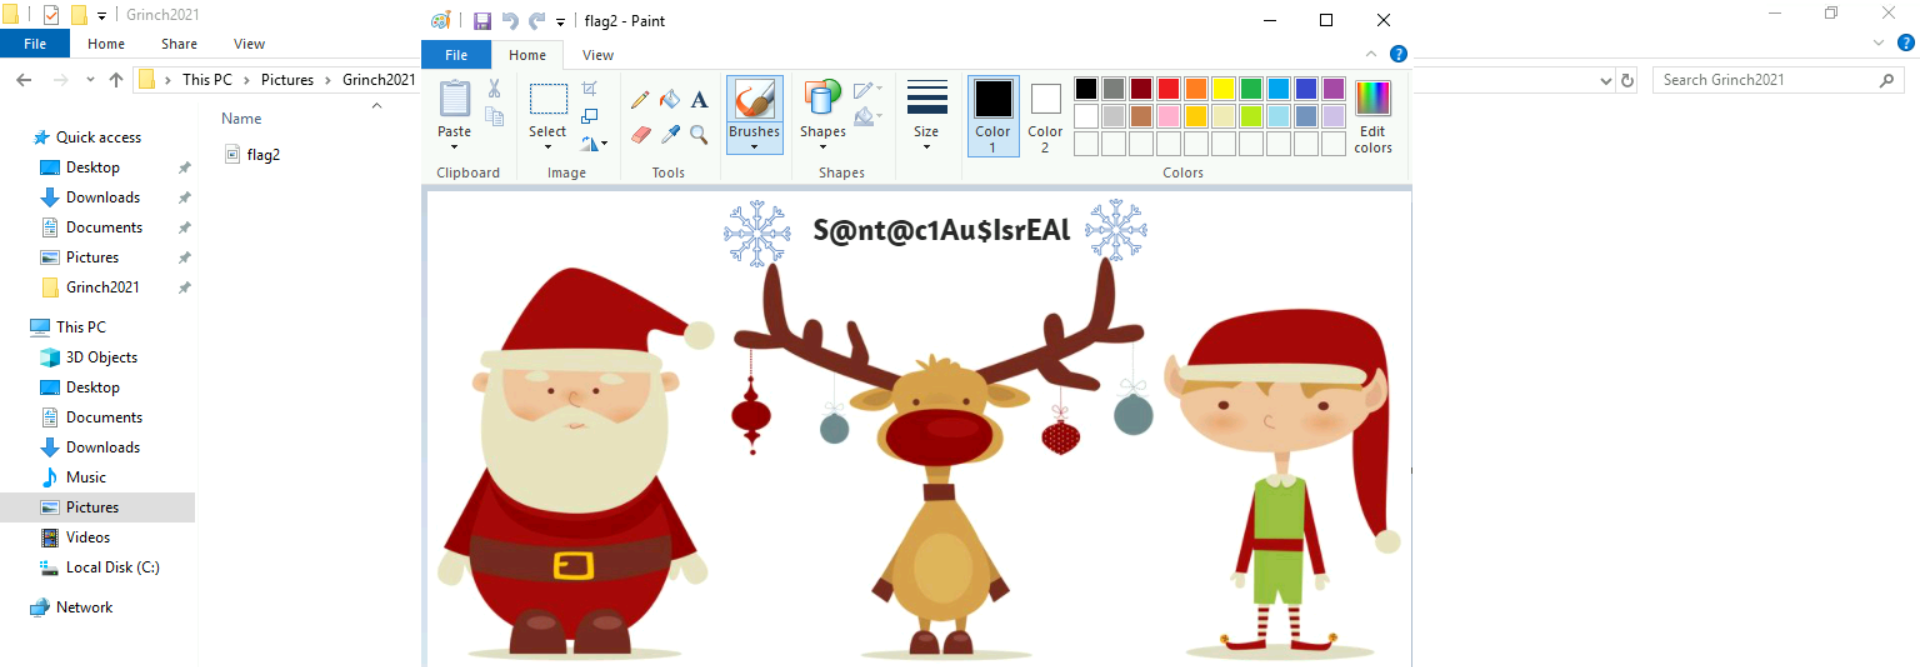 Grinch2021
File Home Share View
This PC Pictures Grinch2021
Search Grinch2021
Quick access
Desktop
Downloads
Documents
Pictures
Grinch2021
This PC
3D Objects
Desktop
Documents
Downloads
Music
Pictures
Videos
Local Disk (C:)
Network
Name
flag2
flag2 - Paint
File Home View
Paste
Select
A
Brushes
Shapes
Size
Color 1
Color 2
Edit colors
Clipboard Image Tools Shapes Colors
S@nt@c1Au$IsrEAl